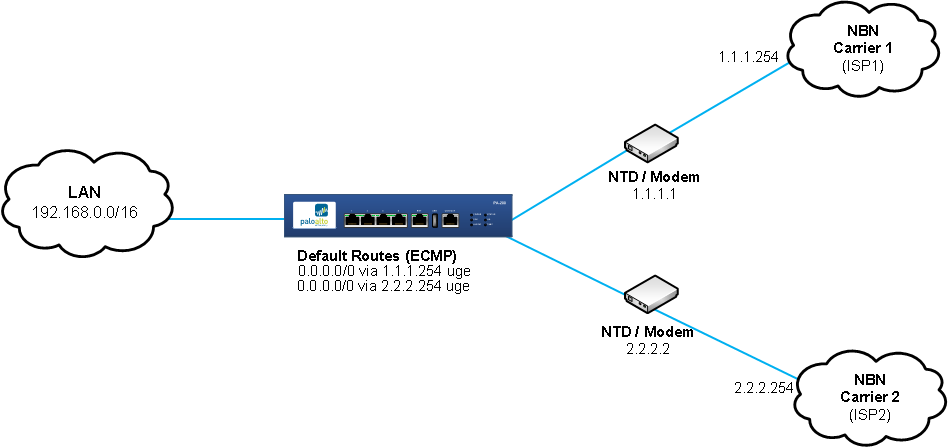 NBN
Carrier 1
(ISP1)
1.1.1.254
NTD / Modem
1.1.1.1
LAN
192.168.0.0/16
paloalto
PA-200
Default Routes (ECMP)
0.0.0.0/0 via 1.1.1.254 uge
0.0.0.0/0 via 2.2.2.254 uge
NTD / Modem
2.2.2.2
2.2.2.254
NBN
Carrier 2
(ISP2)